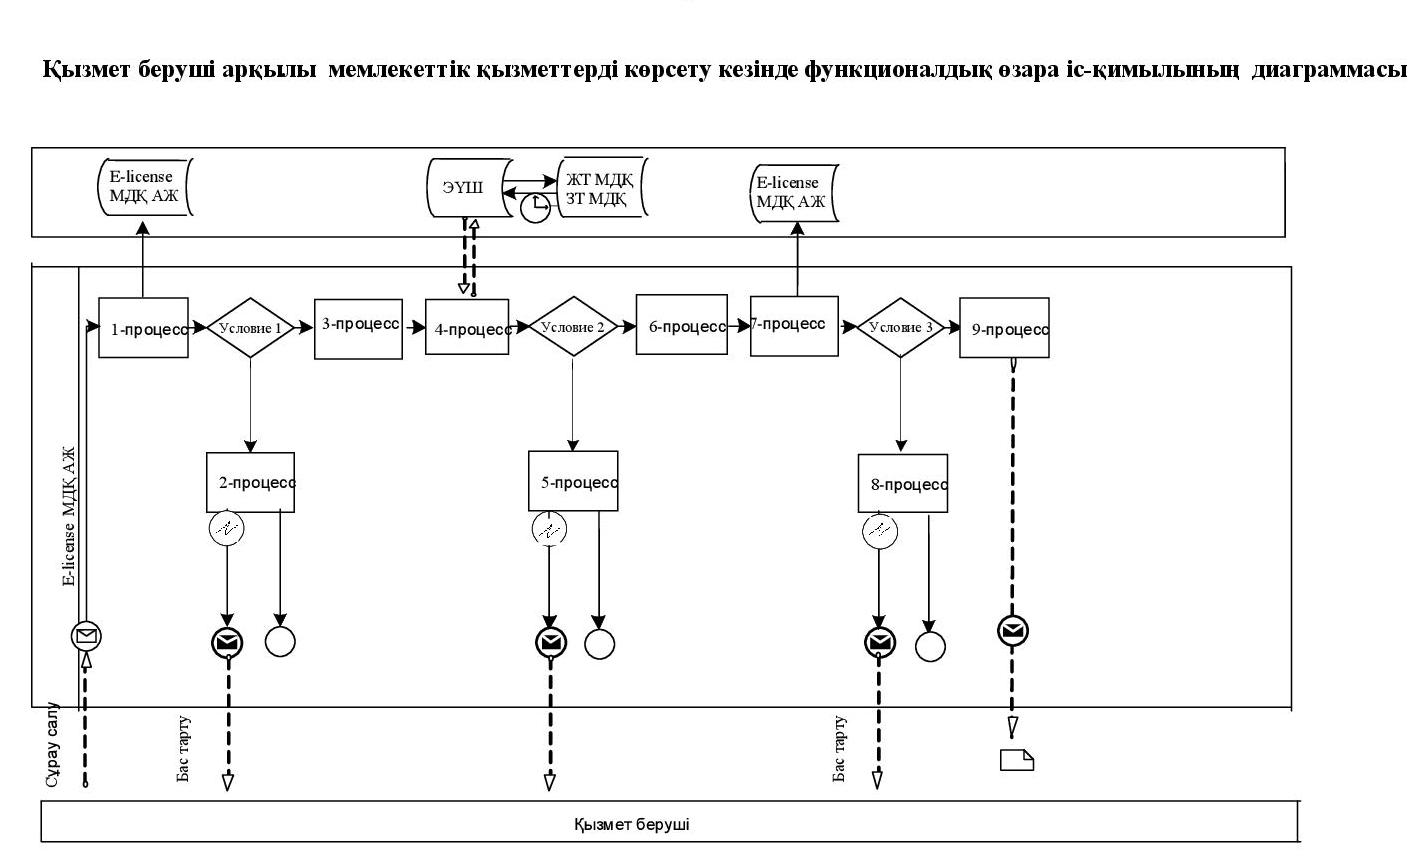 Қызмет беруші арқылы мемлекеттік қызметтерді көрсету кезінде функционалдық өзара іс-қимылының диаграммасы
E-license
МДҚ АЖ
ЭҮШ
ЖТ МДҚ
ЗТ МДҚ
E-license
МДҚ АЖ
1-процесс
Условие 1
3-процесс
4-процесс
Условие 2
6-процесс
7-процесс
Условие 3
9-процесс
2-процесс
5-процесс
8-процесс
E-license МДҚ АЖ
Сұрау салу
Бас тарту
Бас тарту
Қызмет беруші